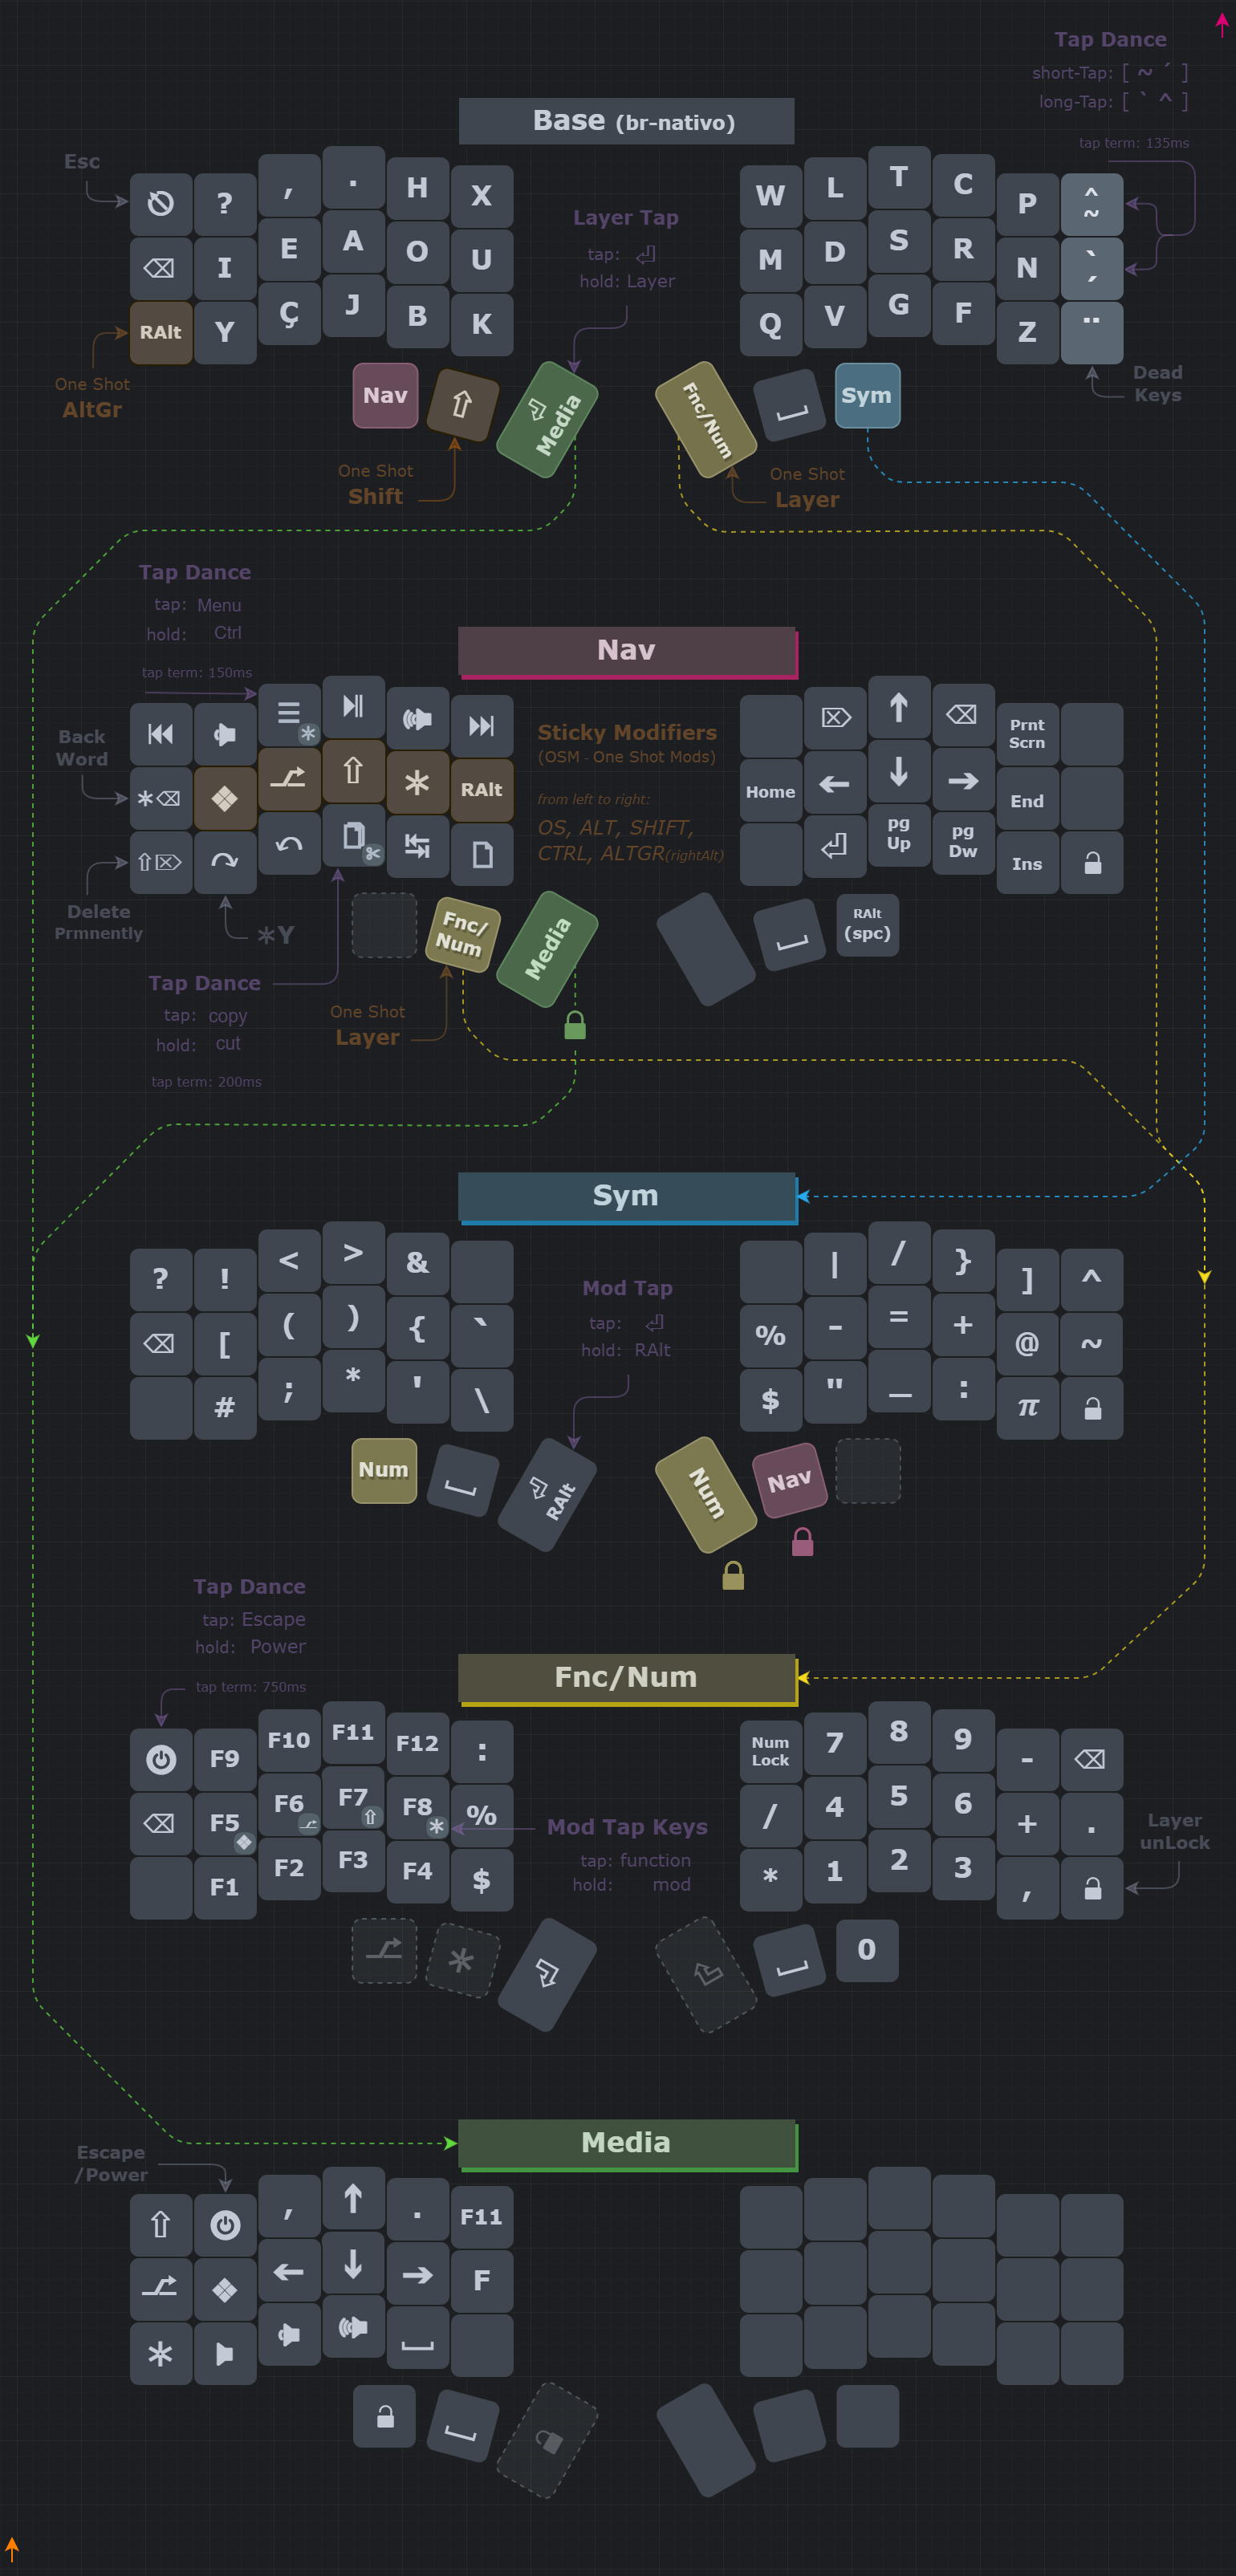 Tap Dance
short-Tap: [ ~ ´ ]
long-Tap: [ ` ^ ]
tap term: 135ms
Base (br-nativo)
Esc
? , . H X
W L T C P ^ ~
I E A O U
M D S R N ` ´
RAlt Y Ç J B K
Q V G F Z ¨
Layer Tap
tap: ⏎
hold: Layer
One Shot
AltGr
Nav ⇧ ⏎ Media
Fnc/Num ⎵ Sym
Dead
Keys
One Shot
Shift
One Shot
Layer
Tap Dance
tap: Menu
hold: Ctrl
tap term: 150ms
Nav
Back
Word
Sticky Modifiers
(OSM - One Shot Mods)
from left to right:
OS, ALT, SHIFT,
CTRL, ALTGR(rightAlt)
⌦ ↑ ⌫ Prnt
Scrn
* ⇧ * RAlt
Home ← ↓ → End
⏎ pg
Up pg
Dw Ins
Delete
Prmnently
*Y
Fnc/
Num
Media
⎵ RAlt
(spc)
Tap Dance
tap: copy
hold: cut
tap term: 200ms
One Shot
Layer
Sym
? ! < > &
| / } ] ^
⌫ [ ( ) { `
% - = + @ ~
# ; * ' \
$ " _ : π
Mod Tap
tap: ⏎
hold: RAlt
Num ⎵ ⏎ RAlt
Num Nav
Tap Dance
tap: Escape
hold: Power
tap term: 750ms
Fnc/Num
F9 F10 F11 F12 :
Num
Lock 7 8 9 - ⌫
⌫ F5 F6 F7 F8 %
/ 4 5 6 + .
F1 F2 F3 F4 $
* 1 2 3 ,
Mod Tap Keys
tap: function
hold: mod
Layer
unLock
* ⏎
⎵ 0
Media
Escape
/Power
⇧ , ↑ . F11
← ↓ → F
* ⎵